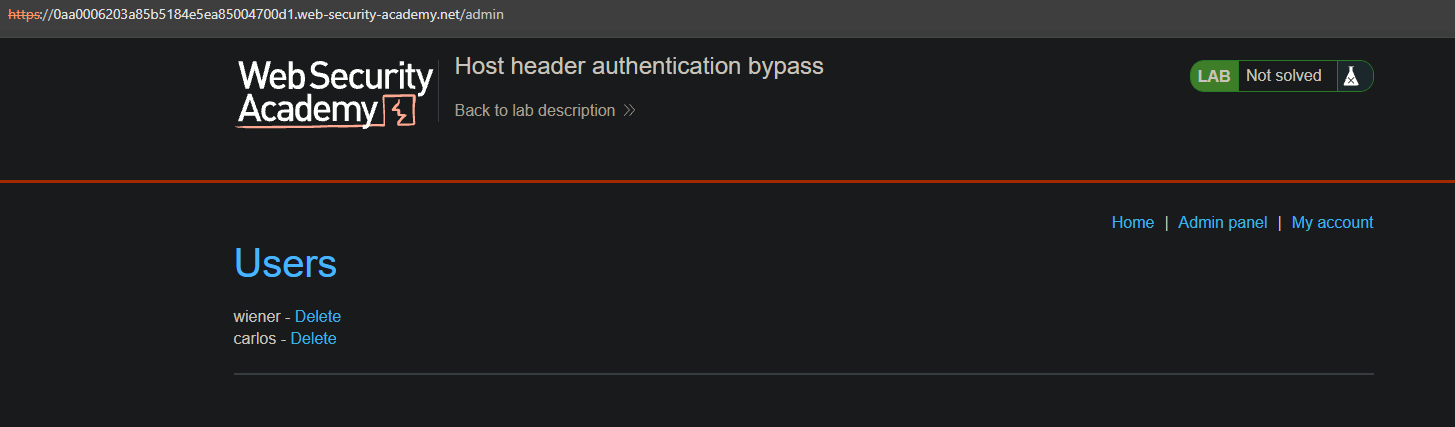 https://0aa0006203a85b5184e5ea85004700d1.web-security-academy.net/admin
Web Security
Academy
Host header authentication bypass
Back to lab description
LAB Not solved
Home | Admin panel | My account
Users
wiener - Delete
carlos - Delete